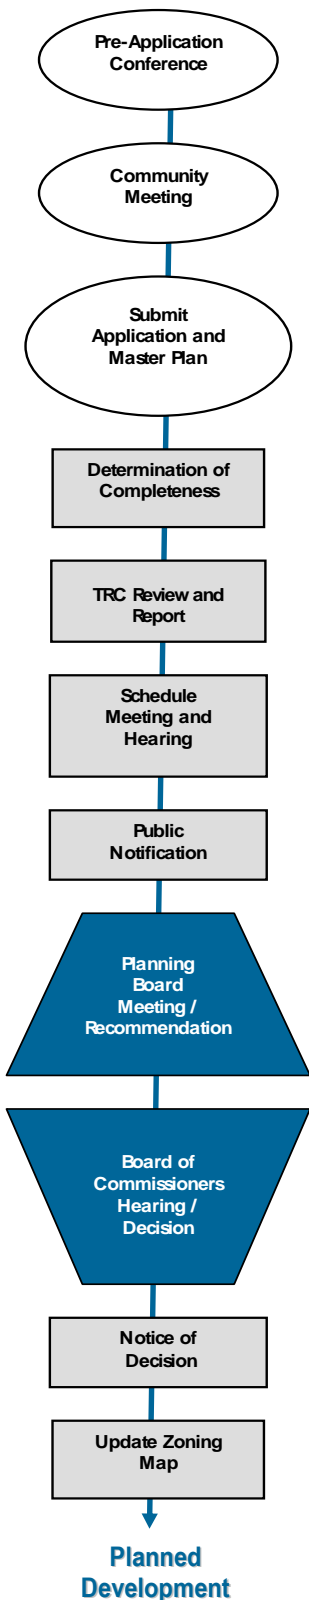 Pre-Application
Conference
Community
Meeting
Submit
Application and
Master Plan
Determination of
Completeness
TRC Review and
Report
Schedule
Meeting and
Hearing
Public
Notification
Planning
Board
Meeting /
Recommendation
Board of
Commissioners
Hearing /
Decision
Notice of
Decision
Update Zoning
Map
Planned
Development